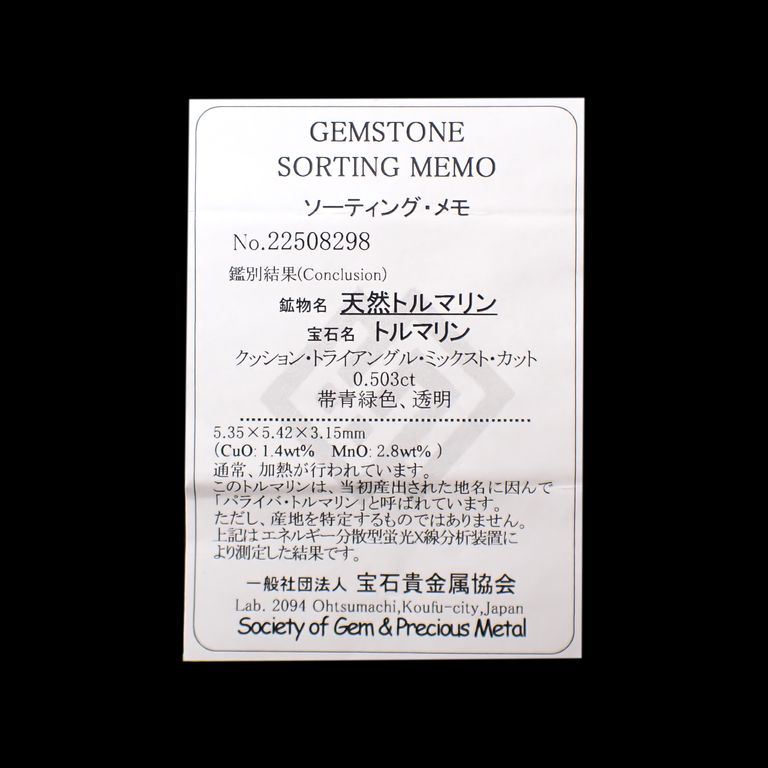 GEMSTONE
SORTING MEMO
ソーティング・メモ
No.22508298
鑑別結果(Conclusion)
鉱物名 天然トルマリン
宝石名 トルマリン
クッション・トライアングル・ミックスト・カット
0.503ct
帯青緑色、透明
5.35×5.42×3.15mm
(CuO: 1.4wt% MnO: 2.8wt% )
通常、加熱が行われています。
このトルマリンは、当初産出された地名に因んで
「パライバ・トルマリン」と呼ばれています。
ただし、産地を特定するものではありません。
上記はエネルギー分散型蛍光X線分析装置に
より測定した結果です。
一般社団法人 宝石貴金属協会
Lab. 2094 Ohtsumachi,Koufu-city,Japan
Society of Gem & Precious Metal